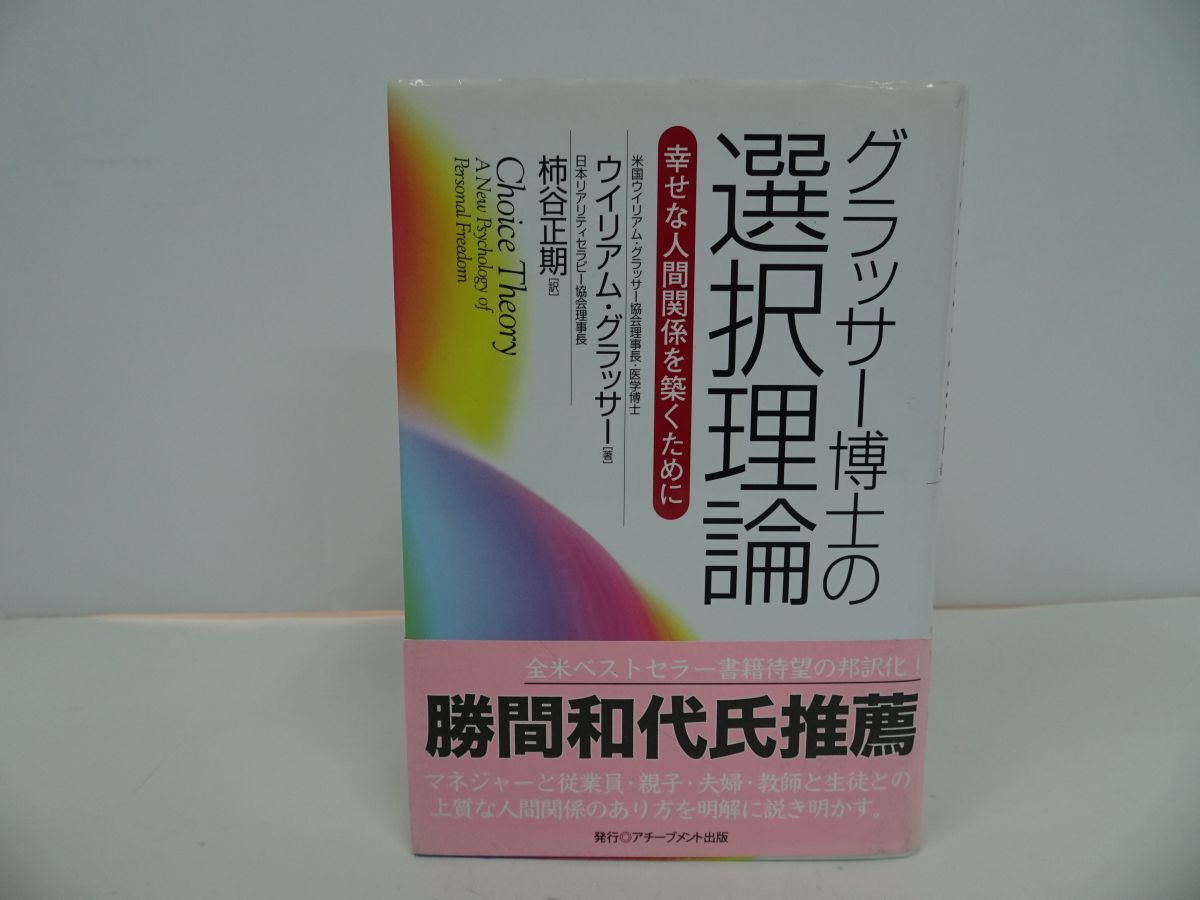 グラッサー博士の
選択理論
幸せな人間関係を築くために
米国ウイリアム・グラッサー協会理事長・医学博士
ウイリアム・グラッサー[著]
日本リアリティセラピー協会理事長
柿谷正期[訳]
Choice Theory
A New Psychology of
Personal Freedom
全米ベストセラー書籍待望の邦訳化!
勝間和代氏推薦
マネジャーと従業員・親子・夫婦・教師と生徒との
上質な人間関係のあり方を明解に説き明かす。
発行◎アチーブメント出版